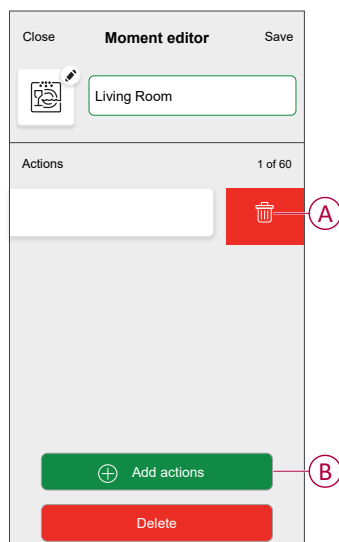 Close Moment editor Save
Living Room
Actions 1 of 60
A
Add actions
B
Delete